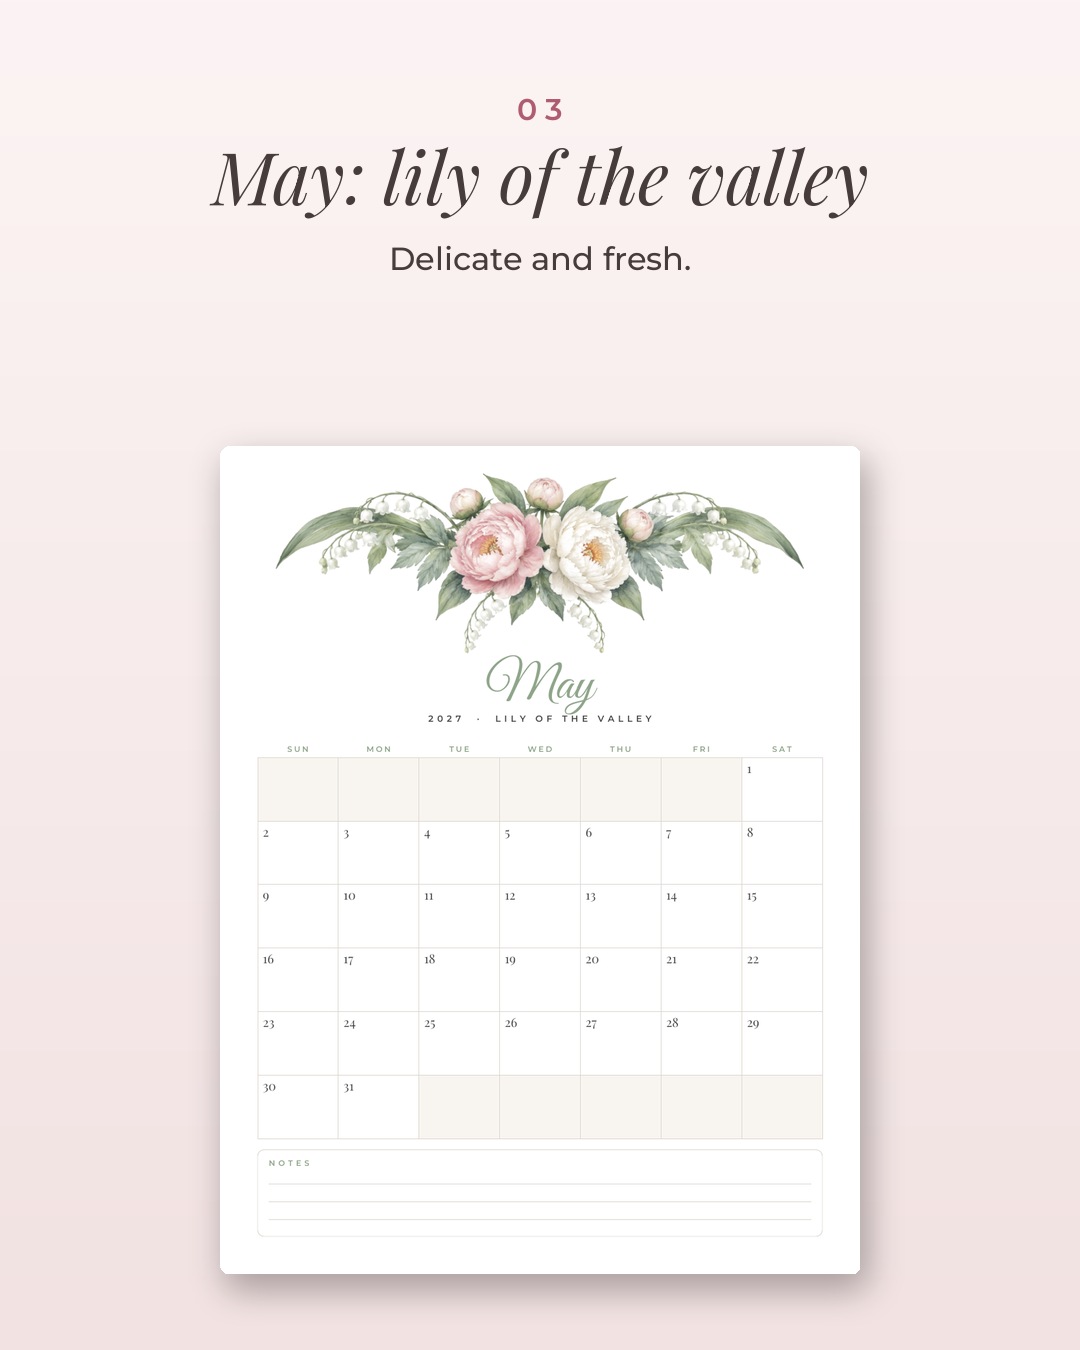 03
May: lily of the valley
Delicate and fresh.
May
2027 · LILY OF THE VALLEY
SUN MON TUE WED THU FRI SAT
1
2 3 4 5 6 7 8
9 10 11 12 13 14 15
16 17 18 19 20 21 22
23 24 25 26 27 28 29
30 31
NOTES